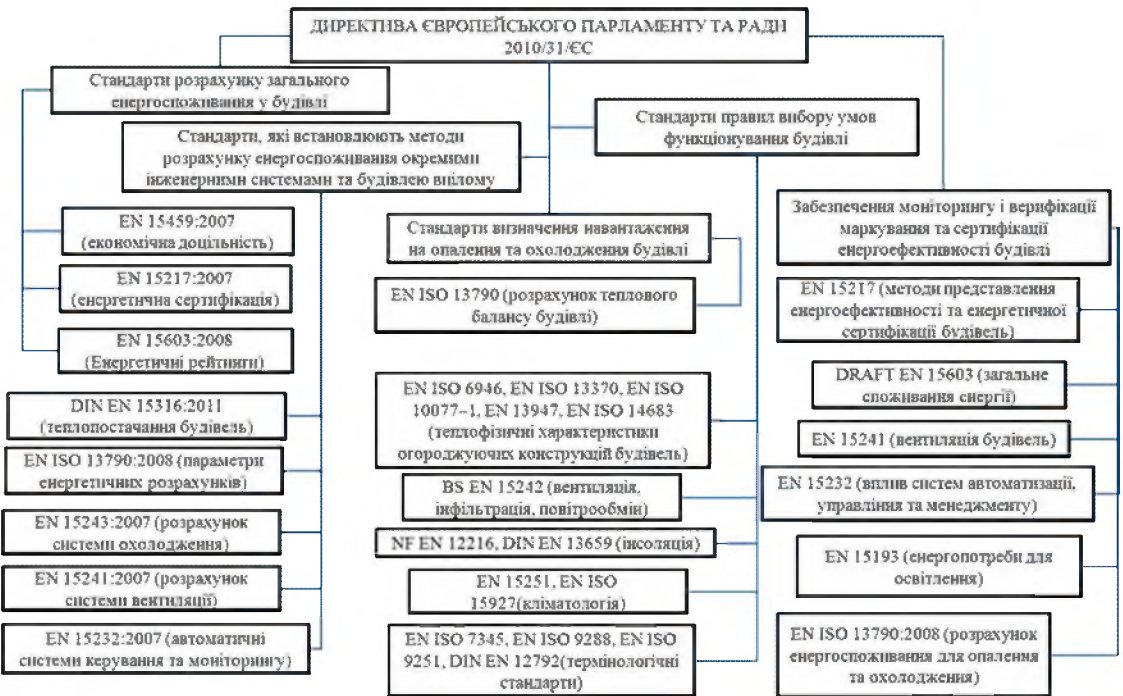 ДИРЕКТИВА ЄВРОПЕЙСЬКОГО ПАРЛАМЕНТУ ТА РАДИ
2010/31/ЄС
Стандарти розрахунку загального
енергоспоживання у будівлі
Стандарти, які встановлюють методи
розрахунку енергоспоживання окремими
інженерними системами та будівлею вцілому
Стандарти правил вибору умов
функціонування будівлі
EN 15459:2007
(економічна доцільність)
EN 15217:2007
(енергетична сертифікація)
EN 15603:2008
(Енергетичні рейтинги)
DIN EN 15316:2011
(теплопостачання будівель)
EN ISO 13790:2008 (параметри
енергетичних розрахунків)
EN 15243:2007 (розрахунок
системи охолодження)
EN 15241:2007 (розрахунок
системи вентиляції)
EN 15232:2007 (автоматичні
системи керування та моніторингу)
Стандарти визначення навантаження
на опалення та охолодження будівлі
EN ISO 13790 (розрахунок теплового
балансу будівлі)
EN ISO 6946, EN ISO 13370, EN ISO
10077–1, EN 13947, EN ISO 14683
(теплофізичні характеристики
огороджуючих конструкцій будівель)
BS EN 15242 (вентиляція,
інфільтрація, повітрообмін)
NF EN 12216, DIN EN 13659 (інсоляція)
EN 15251, EN ISO
15927(кліматологія)
EN ISO 7345, EN ISO 9288, EN ISO
9251, DIN EN 12792(термінологічні
стандарти)
Забезпечення моніторингу і верифікації
маркування та сертифікації
енергоефективності будівлі
EN 15217 (методи представлення
енергоефективності та енергетичної
сертифікації будівель)
DRAFT EN 15603 (загальне
споживання енергії)
EN 15241 (вентиляція будівель)
EN 15232 (вплив систем автоматизації,
управління та менеджменту)
EN 15193 (енергопотреби для
освітлення)
EN ISO 13790:2008 (розрахунок
енергоспоживання для опалення
та охолодження)